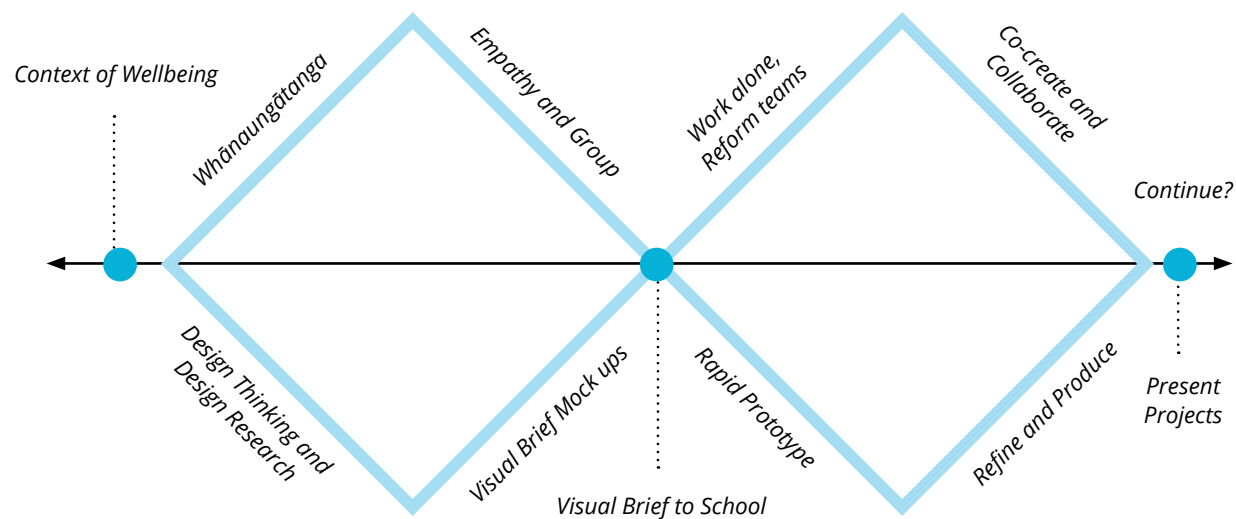 Context of Wellbeing
Whānaungātanga
Empathy and Group
Work alone,
Reform teams
Co-create and
Collaborate
Continue?
Design Thinking and
Design Research
Visual Brief Mock ups
Visual Brief to School
Rapid Prototype
Refine and Produce
Present
Projects